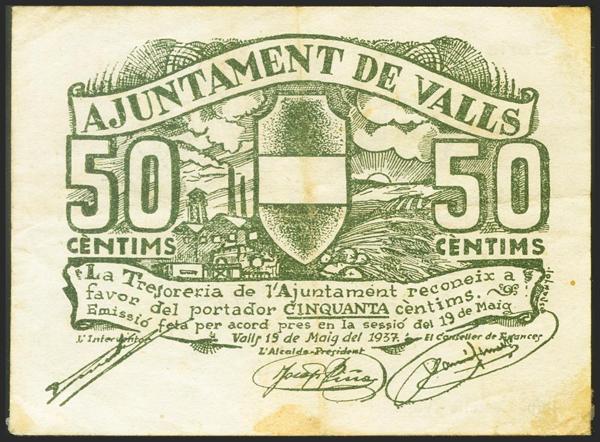 AJUNTAMENT DE VALLS
50 50
CÈNTIMS CÈNTIMS
La Tresoreria de l'Ajuntament reconeix a
favor del portador CINQUANTA cèntims.
Emissió feta per acord pres en la sessió del 19 de Maig
Valls 19 de Maig del 1937.
L'Interventor El Conseller de Finances
L'Alcalde-President